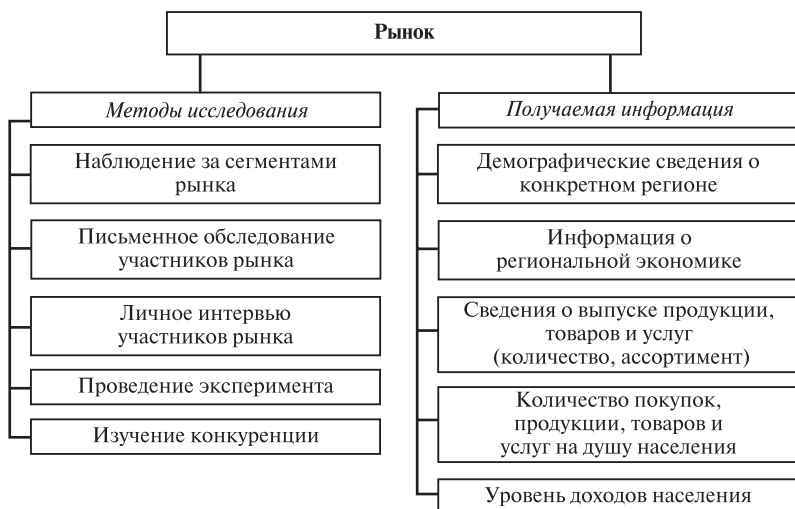 Рынок
Методы исследования
Наблюдение за сегментами
рынка
Письменное обследование
участников рынка
Личное интервью
участников рынка
Проведение эксперимента
Изучение конкуренции
Получаемая информация
Демографические сведения о
конкретном регионе
Информация о
региональной экономике
Сведения о выпуске продукции,
товаров и услуг
(количество, ассортимент)
Количество покупок,
продукции, товаров и
услуг на душу населения
Уровень доходов населения